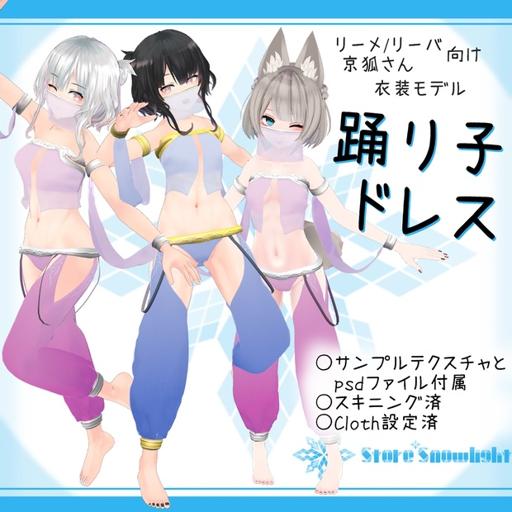 リーメ/リーバ向け
京狐さん
衣装モデル
踊り子
ドレス
〇サンプルテクスチャと
psdファイル付属
〇スキニング済
〇Cloth設定済
Store Snowlight